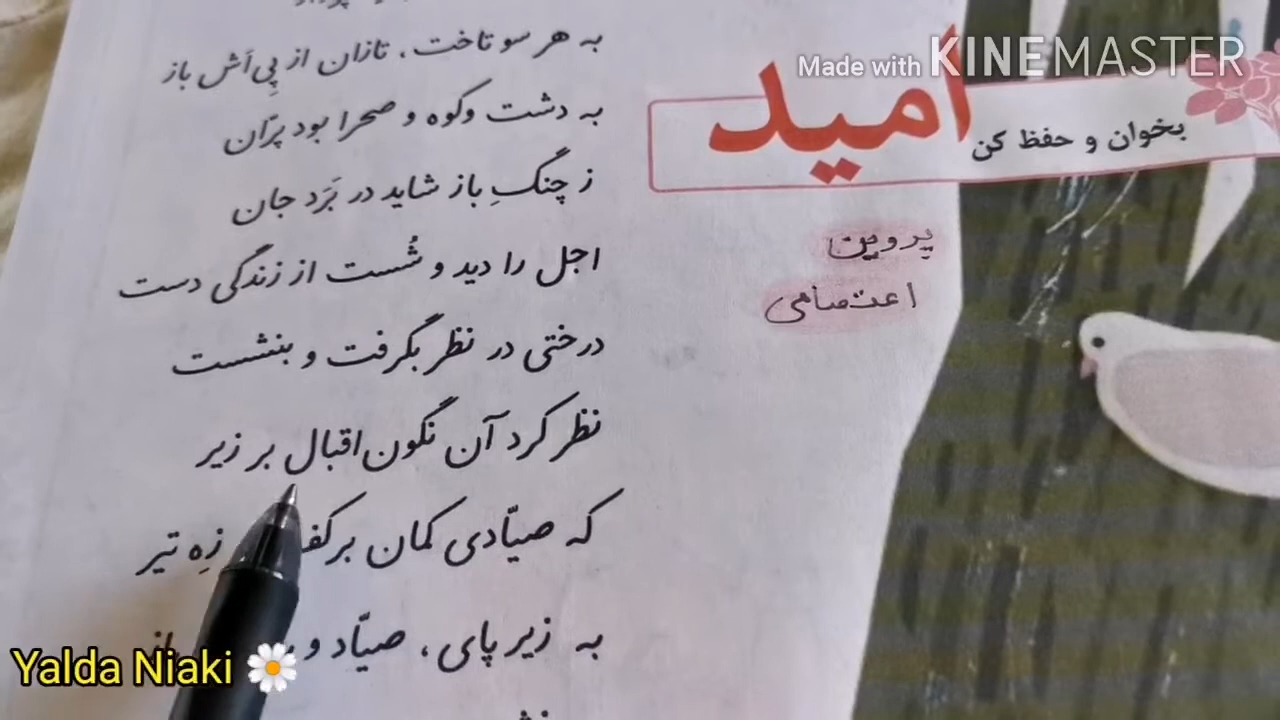 Made with KINEMASTER
امید
بخوان و حفظ کن
پروین
اعتصامی
به هر سو تاخت، تازان از پِی‌اَش باز
به دشت و کوه و صحرا بود پرّان
ز چنگِ باز شاید در بَرَد جان
اجل را دید و شُست از زندگی دست
درختی در نظر بگرفت و بنشست
نظر کرد آن نگون‌اقبال بر زیر
که صیّادی کمان برکف زِه تیر
به زیر پای، صیّاد و
Yalda Niaki